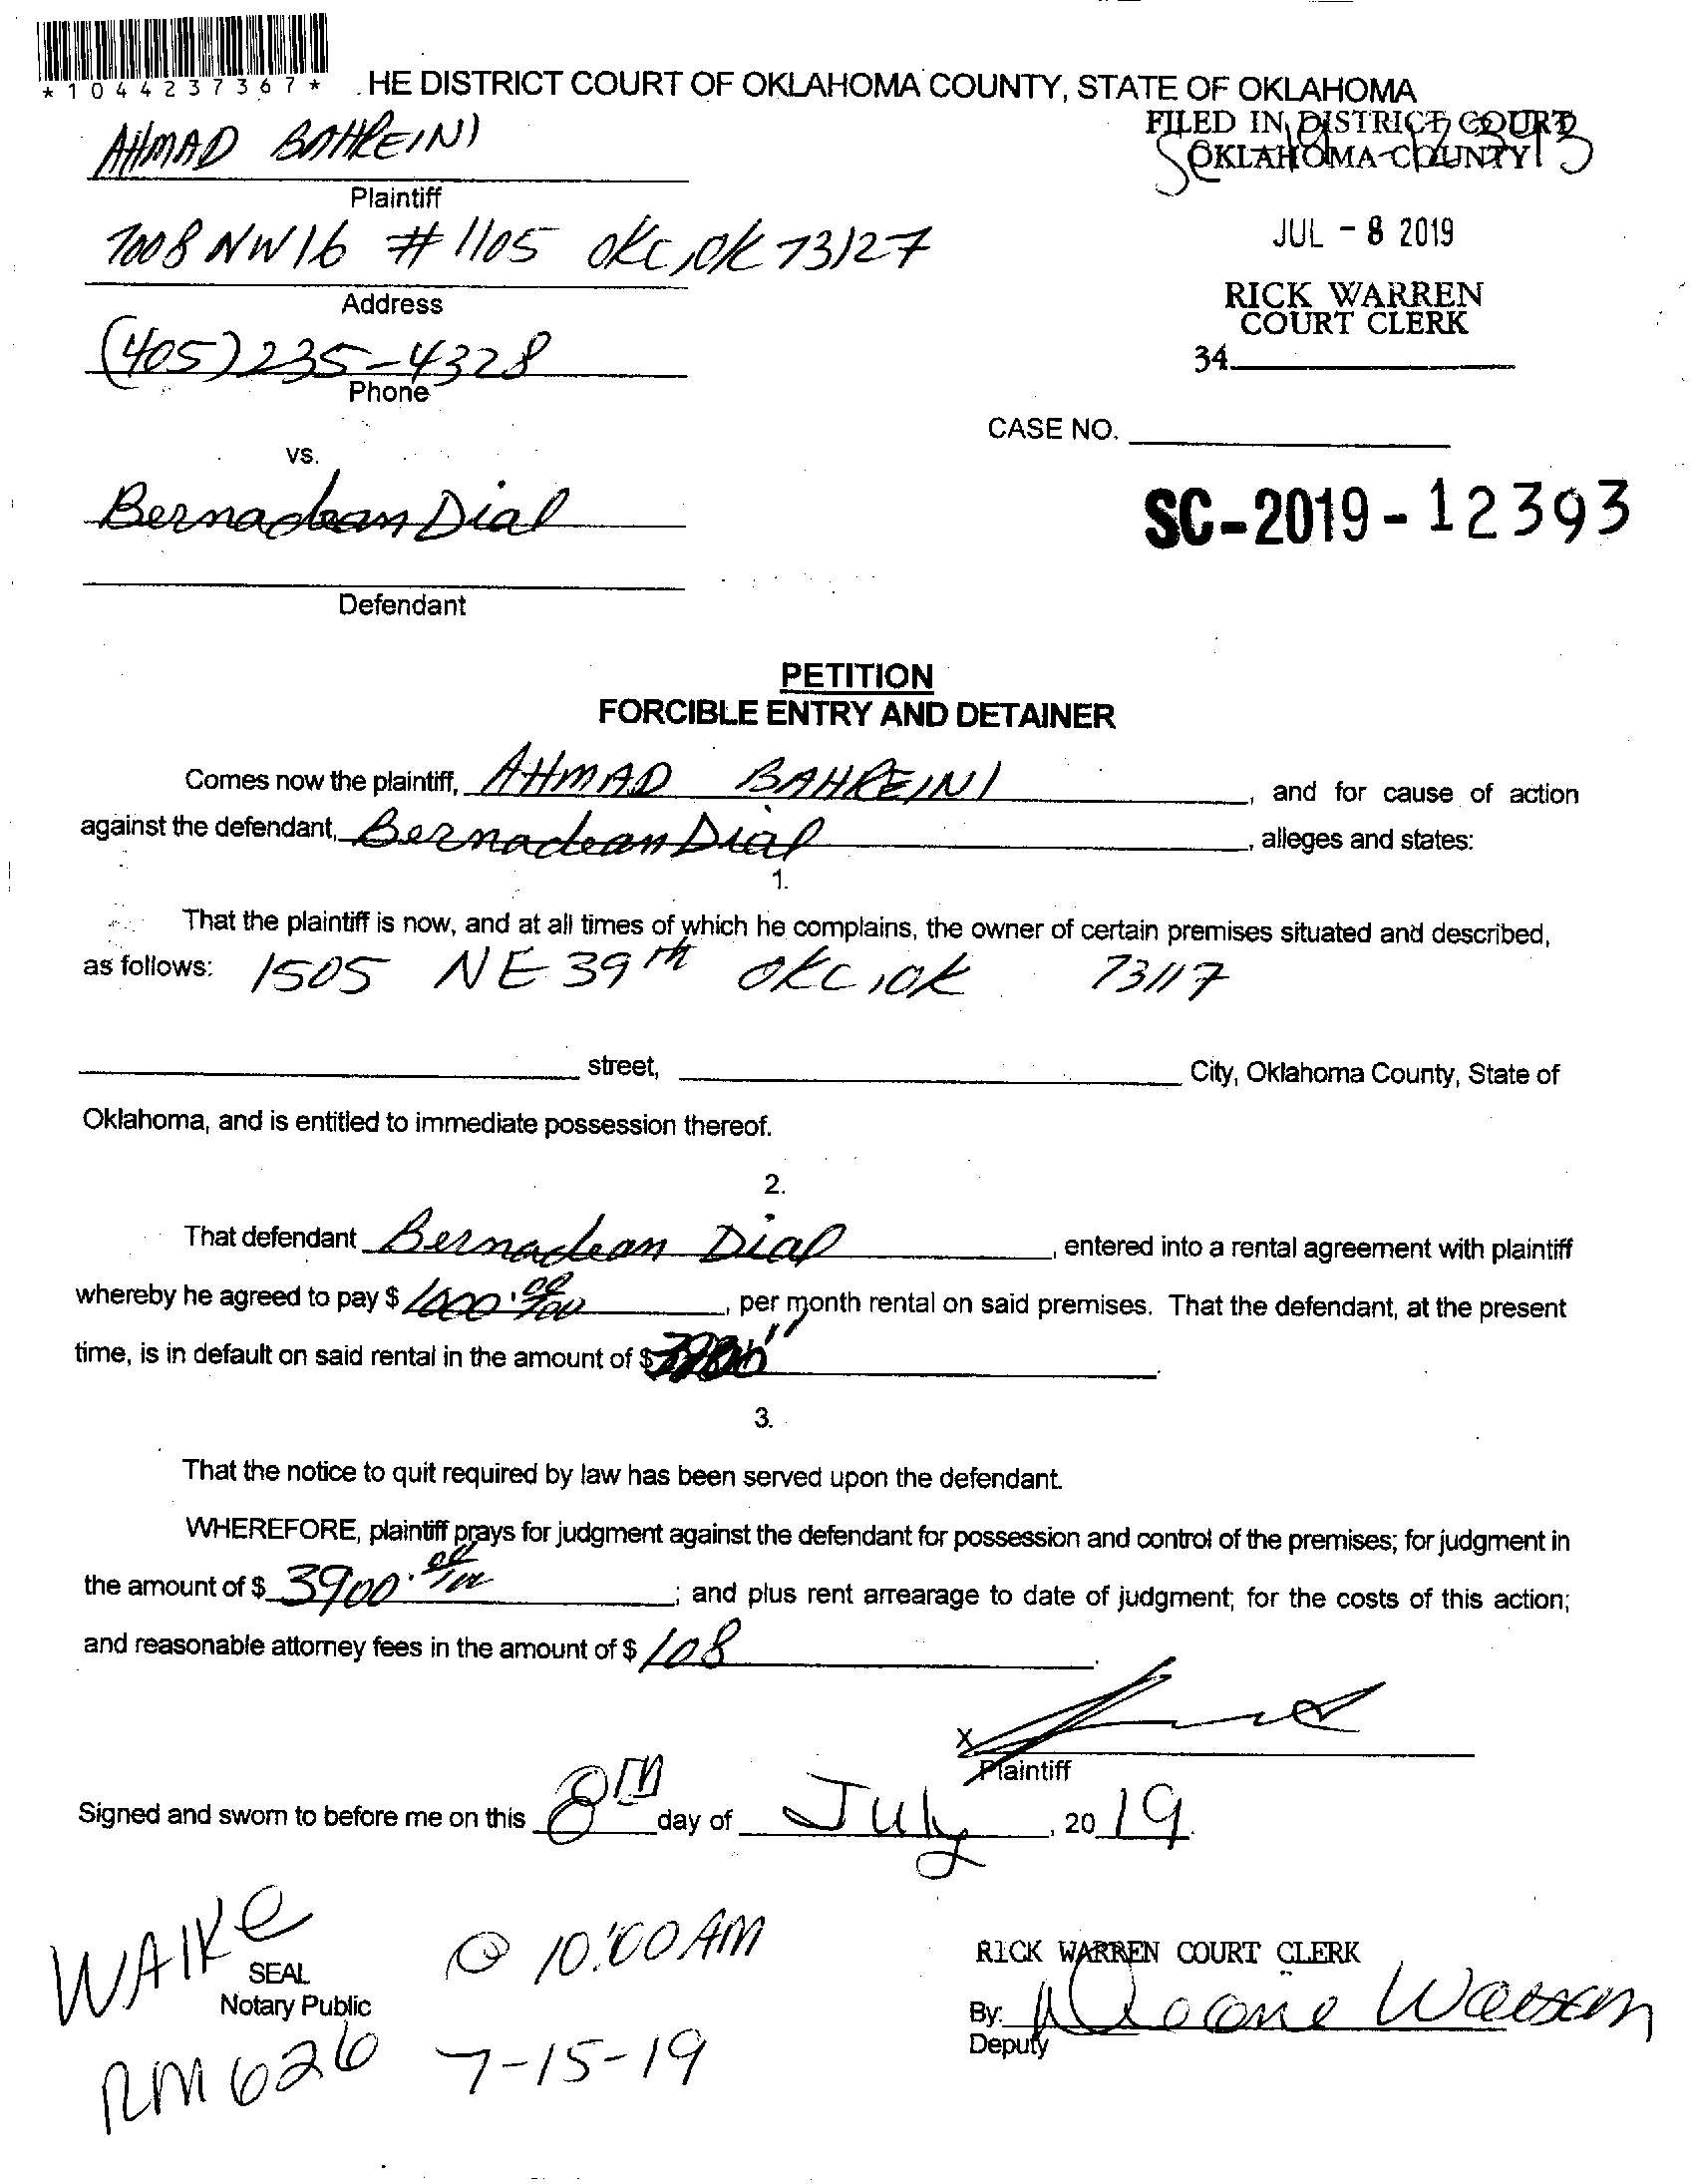 *1044237367*
HE DISTRICT COURT OF OKLAHOMA COUNTY, STATE OF OKLAHOMA
FILED IN DISTRICT COURT
OKLAHOMA COUNTY
SC-19-12393
AHMAD BAHREINI
Plaintiff
7008 NW 16 #1105 OKC, OK 73127
JUL - 8 2019
Address
RICK WARREN
COURT CLERK
(405) 235-4328
34
Phone
CASE NO.
vs.
Bernadean Dial
SC-2019-12393
Defendant
PETITION
FORCIBLE ENTRY AND DETAINER
Comes now the plaintiff, AHMAD BAHREINI, and for cause of action
against the defendant, Bernadean Dial, alleges and states:
1.
That the plaintiff is now, and at all times of which he complains, the owner of certain premises situated and described,
as follows: 1505 NE 39th OKC, OK 73117
street, City, Oklahoma County, State of
Oklahoma, and is entitled to immediate possession thereof.
2.
That defendant Bernadean Dial, entered into a rental agreement with plaintiff
whereby he agreed to pay $ 1000.00/100, per month rental on said premises. That the defendant, at the present
time, is in default on said rental in the amount of $
3.
That the notice to quit required by law has been served upon the defendant.
WHEREFORE, plaintiff prays for judgment against the defendant for possession and control of the premises; for judgment in
the amount of $ 3900.00/100; and plus rent arrearage to date of judgment; for the costs of this action;
and reasonable attorney fees in the amount of $ 108.
X
Plaintiff
Signed and sworn to before me on this 8TH day of July, 2019
WAlKe @ 10:00 AM
SEAL
RICK WARREN COURT CLERK
Notary Public
By:
Deputy
RM 626 7-15-19